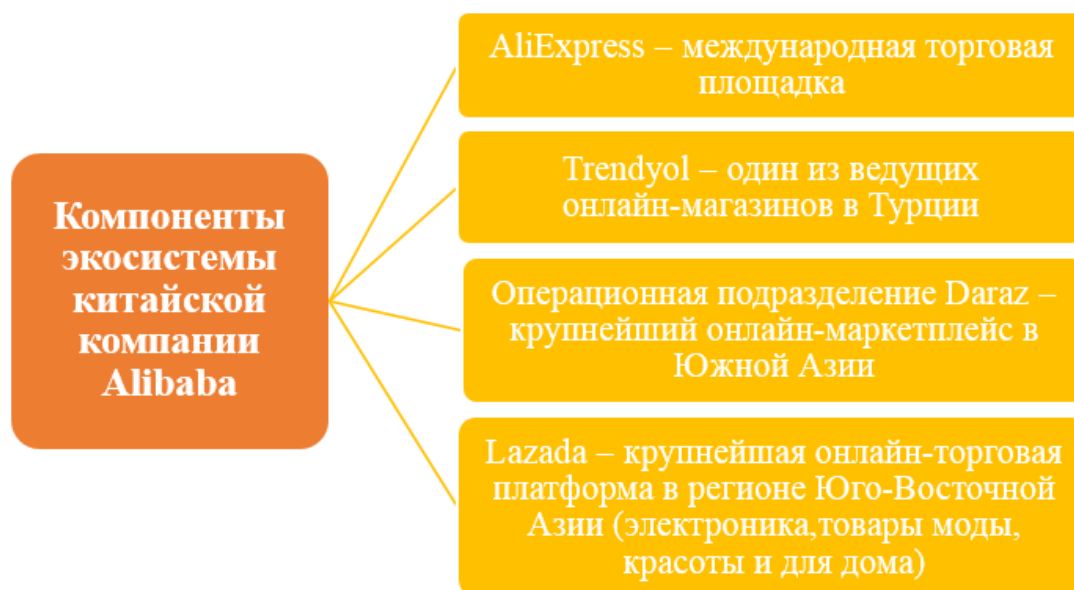 Компоненты
экосистемы
китайской
компании
Alibaba
AliExpress – международная торговая
площадка
Trendyol – один из ведущих
онлайн-магазинов в Турции
Операционная подразделение Daraz –
крупнейший онлайн-маркетплейс в
Южной Азии
Lazada – крупнейшая онлайн-торговая
платформа в регионе Юго-Восточной
Азии (электроника,товары моды,
красоты и для дома)